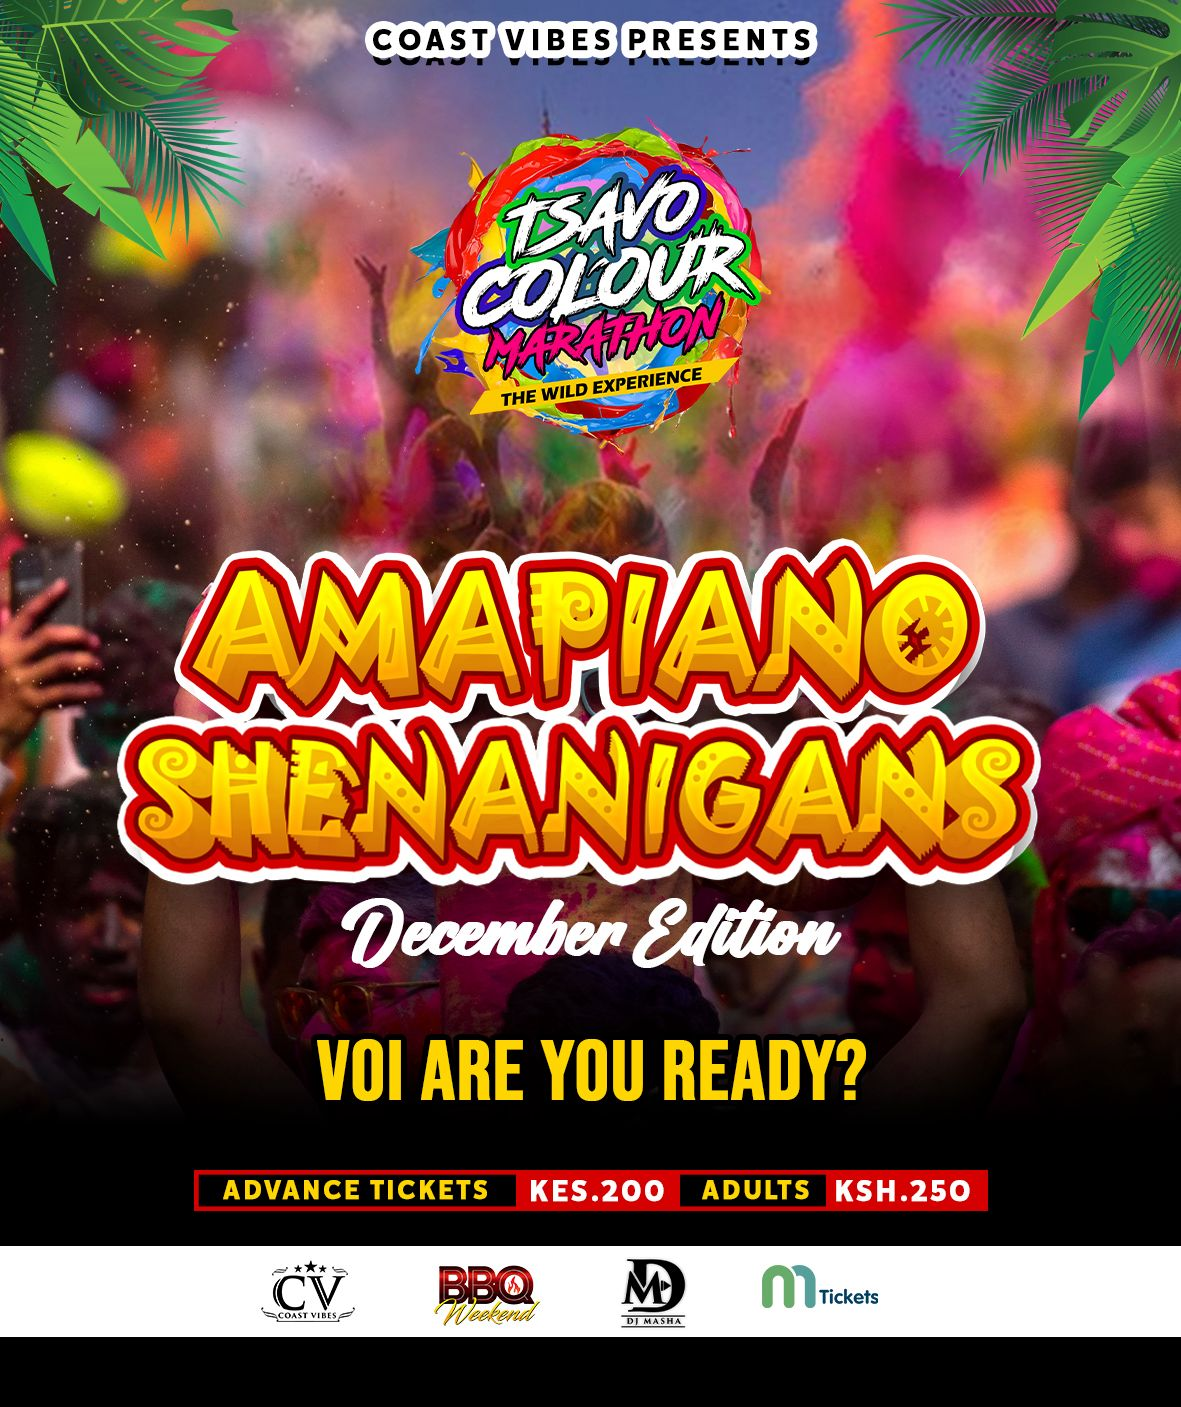 COAST VIBES PRESENTS
TSAVO
COLOUR
MARATHON
THE WILD EXPERIENCE
AMAPIANO
SHENANIGANS
December Edition
VOI ARE YOU READY?
ADVANCE TICKETS KES.200 ADULTS KSH.250
CV
COAST VIBES
BBQ
Weekend
MD
DJ MASHA
m Tickets